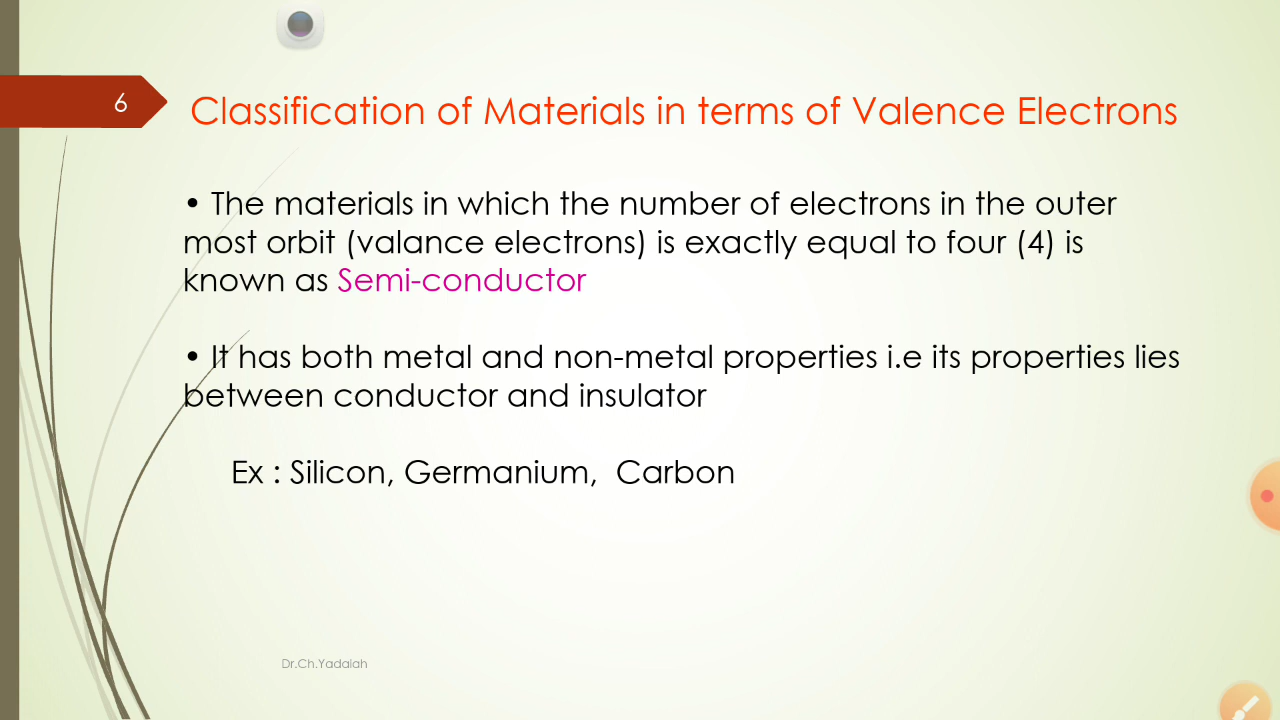 6
Classification of Materials in terms of Valence Electrons
• The materials in which the number of electrons in the outer
most orbit (valance electrons) is exactly equal to four (4) is
known as Semi-conductor
• It has both metal and non-metal properties i.e its properties lies
between conductor and insulator
Ex : Silicon, Germanium,  Carbon
Dr.Ch.Yadaiah